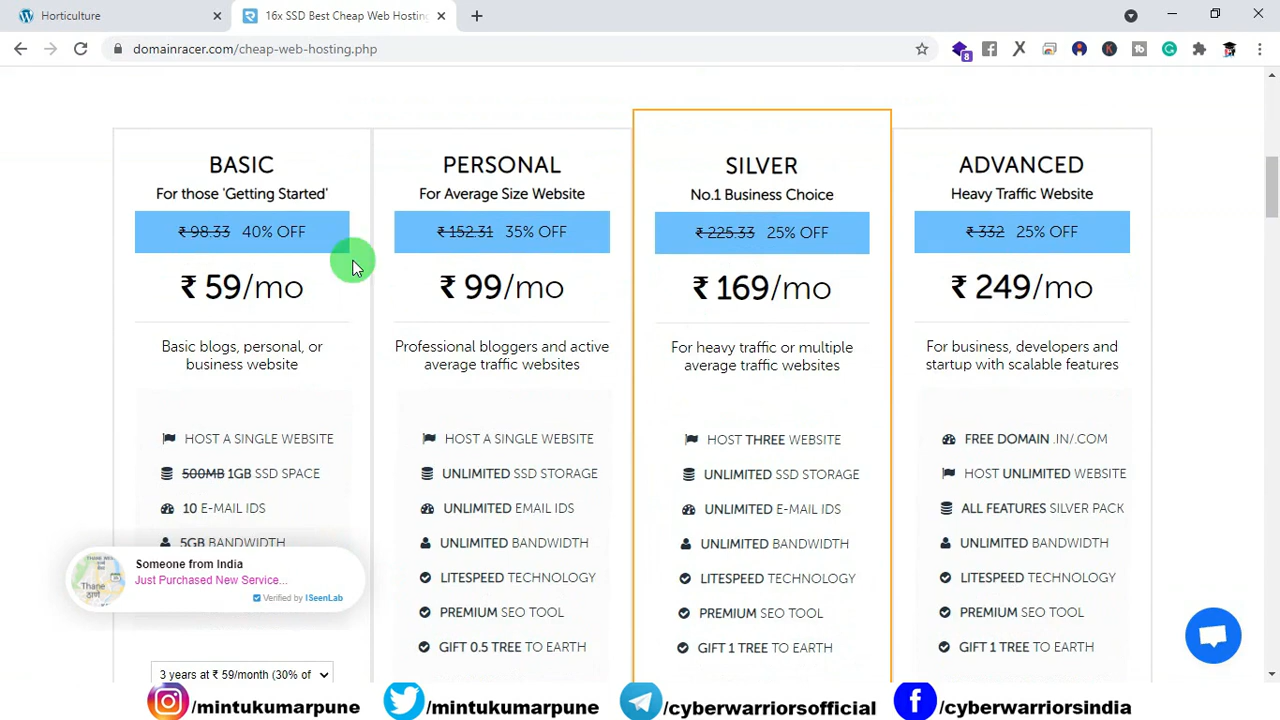 Horticulture
16x SSD Best Cheap Web Hosting
domainracer.com/cheap-web-hosting.php
8
BASIC
For those 'Getting Started'
₹ 98.33 40% OFF
₹ 59/mo
Basic blogs, personal, or
business website
HOST A SINGLE WEBSITE
500MB 1GB SSD SPACE
10 E-MAIL IDS
5GB BANDWIDTH
3 years at ₹ 59/month (30% of
PERSONAL
For Average Size Website
₹ 152.31 35% OFF
₹ 99/mo
Professional bloggers and active
average traffic websites
HOST A SINGLE WEBSITE
UNLIMITED SSD STORAGE
UNLIMITED EMAIL IDS
UNLIMITED BANDWIDTH
LITESPEED TECHNOLOGY
PREMIUM SEO TOOL
GIFT 0.5 TREE TO EARTH
SILVER
No.1 Business Choice
₹ 225.33 25% OFF
₹ 169/mo
For heavy traffic or multiple
average traffic websites
HOST THREE WEBSITE
UNLIMITED SSD STORAGE
UNLIMITED E-MAIL IDS
UNLIMITED BANDWIDTH
LITESPEED TECHNOLOGY
PREMIUM SEO TOOL
GIFT 1 TREE TO EARTH
ADVANCED
Heavy Traffic Website
₹ 332 25% OFF
₹ 249/mo
For business, developers and
startup with scalable features
FREE DOMAIN .IN/.COM
HOST UNLIMITED WEBSITE
ALL FEATURES SILVER PACK
UNLIMITED BANDWIDTH
LITESPEED TECHNOLOGY
PREMIUM SEO TOOL
GIFT 1 TREE TO EARTH
Someone from India
Just Purchased New Service...
Verified by ISeenLab
Thane
ठाणे
/mintukumarpune
/mintukumarpune
/cyberwarriorsofficial
/cyberwarriorsindia